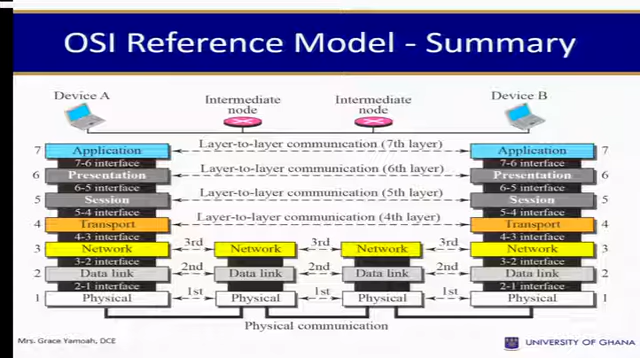 OSI Reference Model - Summary
Device A
Intermediate node
Intermediate node
Device B
7 Application Layer-to-layer communication (7th layer) Application 7
7-6 interface 7-6 interface
6 Presentation Layer-to-layer communication (6th layer) Presentation 6
6-5 interface 6-5 interface
5 Session Layer-to-layer communication (5th layer) Session 5
5-4 interface 5-4 interface
4 Transport Layer-to-layer communication (4th layer) Transport 4
4-3 interface 4-3 interface
3 Network 3rd Network 3rd Network 3rd Network 3
3-2 interface 3-2 interface
2 Data link 2nd Data link 2nd Data link 2nd Data link 2
2-1 interface 2-1 interface
1 Physical 1st Physical 1st Physical 1st Physical 1
Physical communication
Mrs. Grace Yamoah, DCE
UNIVERSITY OF GHANA